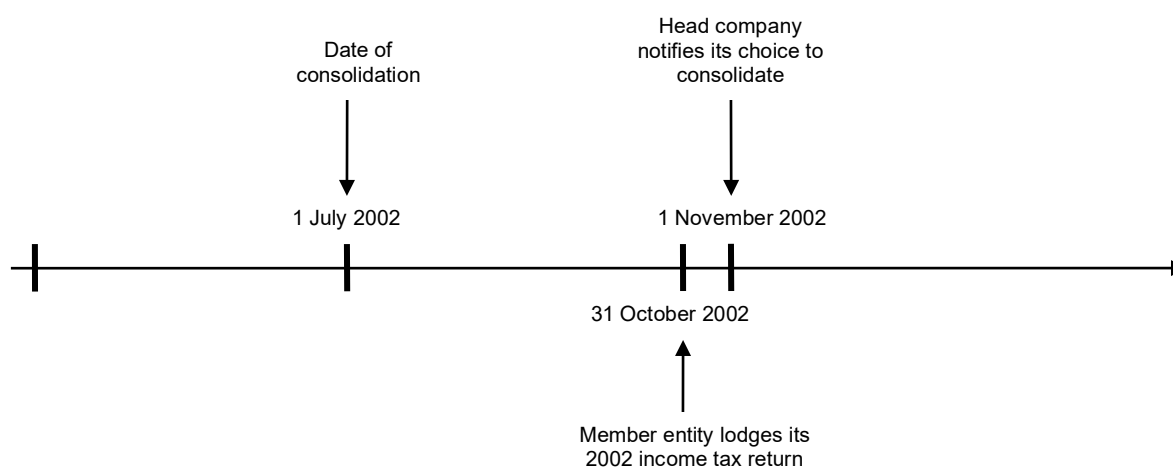 Date of
consolidation
Head company
notifies its choice to
consolidate
1 July 2002
1 November 2002
31 October 2002
Member entity lodges its
2002 income tax return